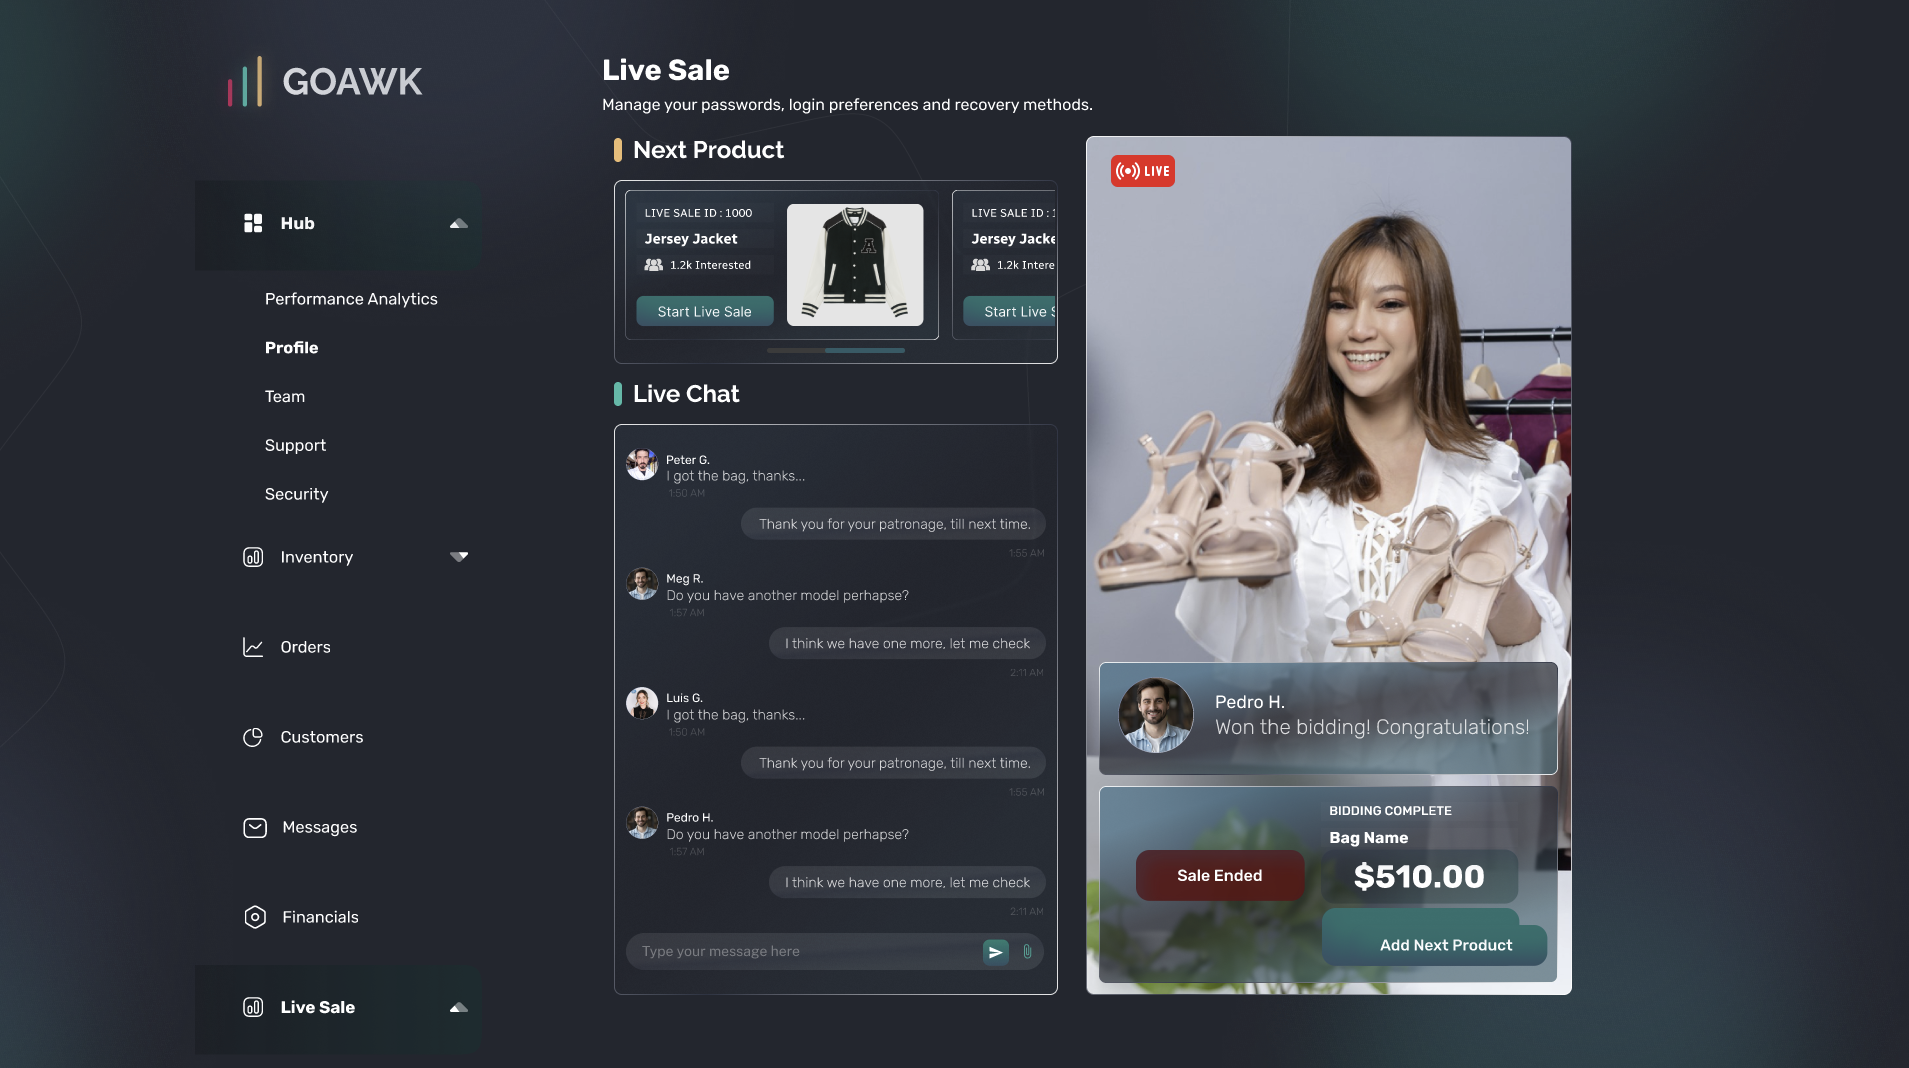 GOAWK
Hub
Performance Analytics
Profile
Team
Support
Security
Inventory
Orders
Customers
Messages
Financials
Live Sale
Live Sale
Manage your passwords, login preferences and recovery methods.
Next Product
LIVE SALE ID : 1000
Jersey Jacket
1.2k Interested
Start Live Sale
A
LIVE SALE ID : 1
Jersey Jacke
1.2k Intere
Start Live S
Live Chat
Peter G.
I got the bag, thanks...
1:50 AM
Thank you for your patronage, till next time.
1:55 AM
Meg R.
Do you have another model perhapse?
1:57 AM
I think we have one more, let me check
2:11 AM
Luis G.
I got the bag, thanks...
1:50 AM
Thank you for your patronage, till next time.
1:55 AM
Pedro H.
Do you have another model perhapse?
1:57 AM
I think we have one more, let me check
2:11 AM
Type your message here
LIVE
Pedro H.
Won the bidding! Congratulations!
BIDDING COMPLETE
Bag Name
Sale Ended
$510.00
Add Next Product